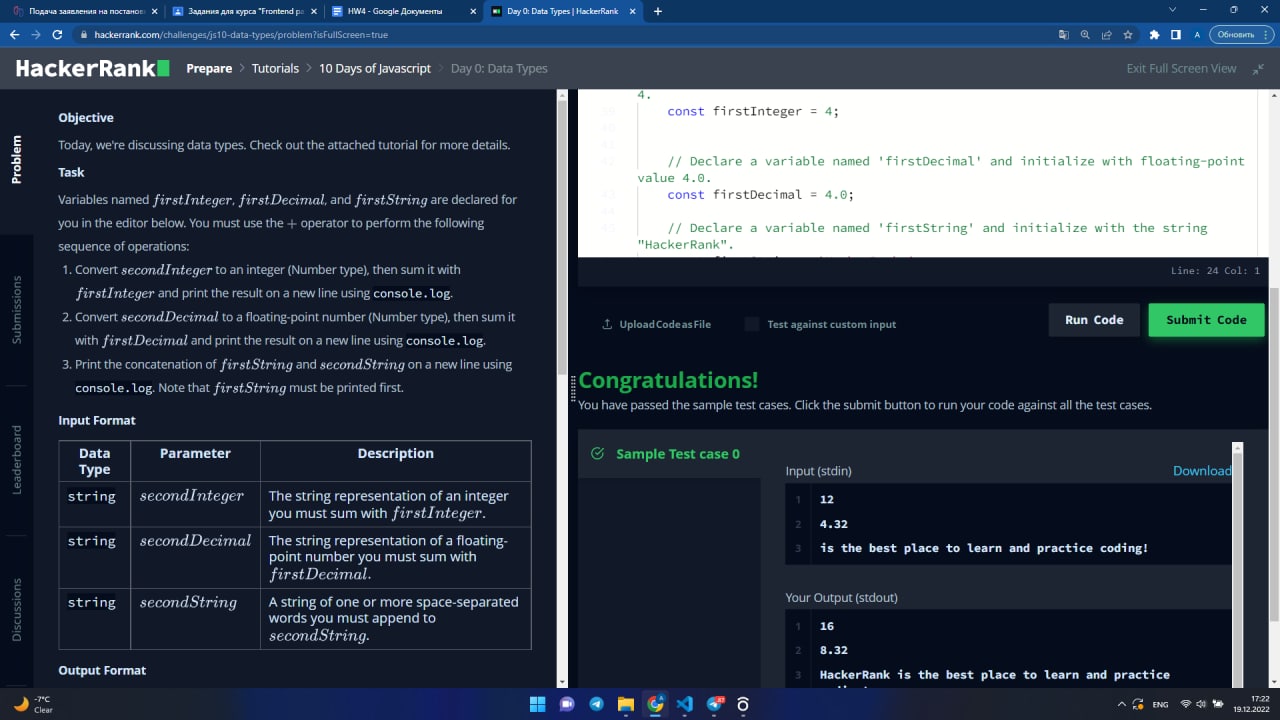 Подача заявления на постановк
Задания для курса "Frontend ра
HW4 - Google Документы
Day 0: Data Types | HackerRank
hackerrank.com/challenges/js10-data-types/problem?isFullScreen=true
A
Обновить
HackerRank
Prepare > Tutorials > 10 Days of Javascript > Day 0: Data Types
Exit Full Screen View
Problem
Submissions
Leaderboard
Discussions
Objective
Today, we're discussing data types. Check out the attached tutorial for more details.
Task
Variables named firstInteger, firstDecimal, and firstString are declared for
you in the editor below. You must use the + operator to perform the following
sequence of operations:
1. Convert secondInteger to an integer (Number type), then sum it with
firstInteger and print the result on a new line using console.log.
2. Convert secondDecimal to a floating-point number (Number type), then sum it
with firstDecimal and print the result on a new line using console.log.
3. Print the concatenation of firstString and secondString on a new line using
console.log. Note that firstString must be printed first.
Input Format
Data Type
Parameter
Description
string
secondInteger
The string representation of an integer
you must sum with firstInteger.
string
secondDecimal
The string representation of a floating-
point number you must sum with
firstDecimal.
string
secondString
A string of one or more space-separated
words you must append to
secondString.
Output Format
4.
39 const firstInteger = 4;
40
41
42 // Declare a variable named 'firstDecimal' and initialize with floating-point
value 4.0.
43 const firstDecimal = 4.0;
44
45 // Declare a variable named 'firstString' and initialize with the string
"HackerRank".
Line: 24 Col: 1
Upload Code as File
Test against custom input
Run Code
Submit Code
Congratulations!
You have passed the sample test cases. Click the submit button to run your code against all the test cases.
Sample Test case 0
Input (stdin)
Download
1 12
2 4.32
3 is the best place to learn and practice coding!
Your Output (stdout)
1 16
2 8.32
3 HackerRank is the best place to learn and practice
-7°C
Clear
ENG
17:22
19.12.2022